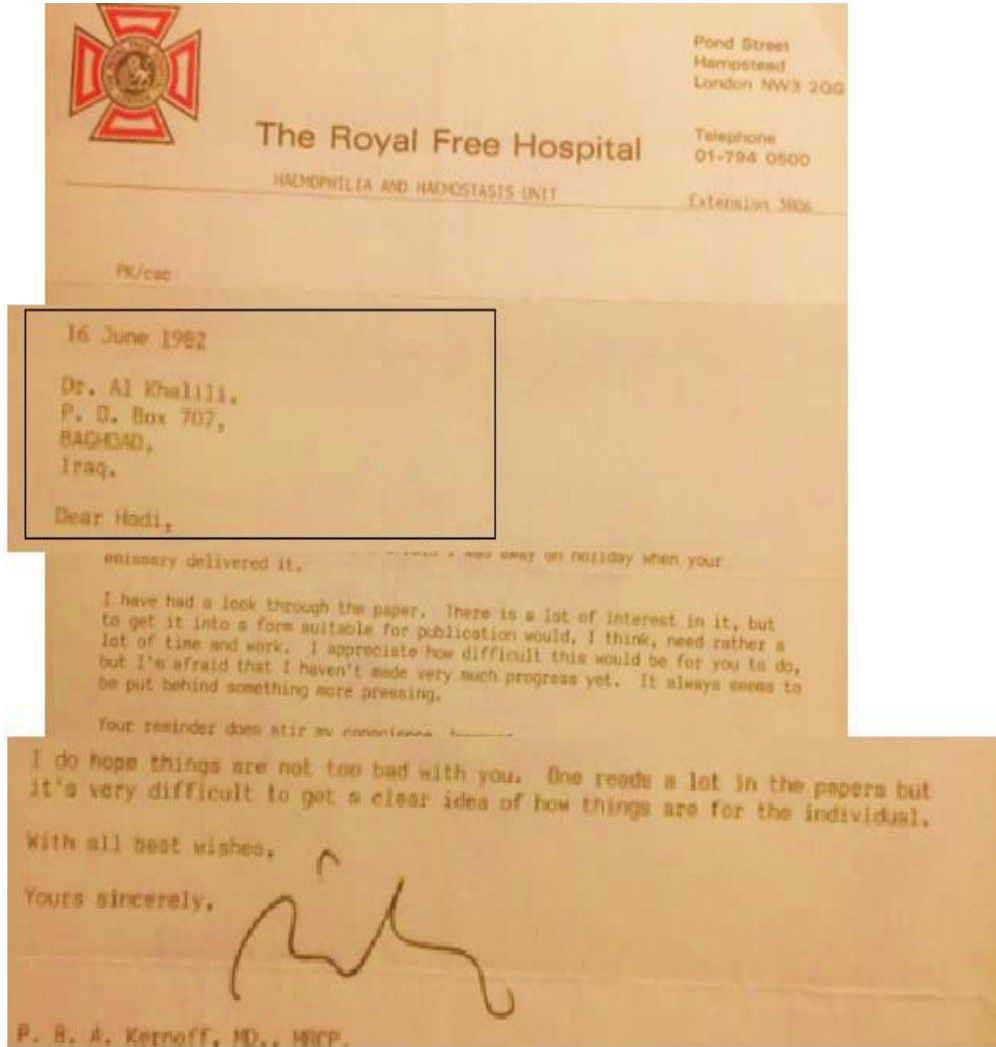 Pond Street
Hampstead
London NW3 2QG
The Royal Free Hospital
Telephone
01-794 0500
HAEMOPHILIA AND HAEMOSTASIS UNIT
Extension 3806
PK/cae
16 June 1982
Dr. Al Khalili,
P. O. Box 707,
BAGHDAD,
Iraq.
Dear Hadi,
I was away on holiday when your
emissary delivered it.
I have had a look through the paper. There is a lot of interest in it, but
to get it into a form suitable for publication would, I think, need rather a
lot of time and work. I appreciate how difficult this would be for you to do,
but I'm afraid that I haven't made very much progress yet. It always seems to
be put behind something more pressing.
Your reminder does stir my conscience,
I do hope things are not too bad with you. One reads a lot in the papers but
it's very difficult to get a clear idea of how things are for the individual.
With all best wishes,
Yours sincerely,
P. B. A. Kernoff, MD., MRCP.